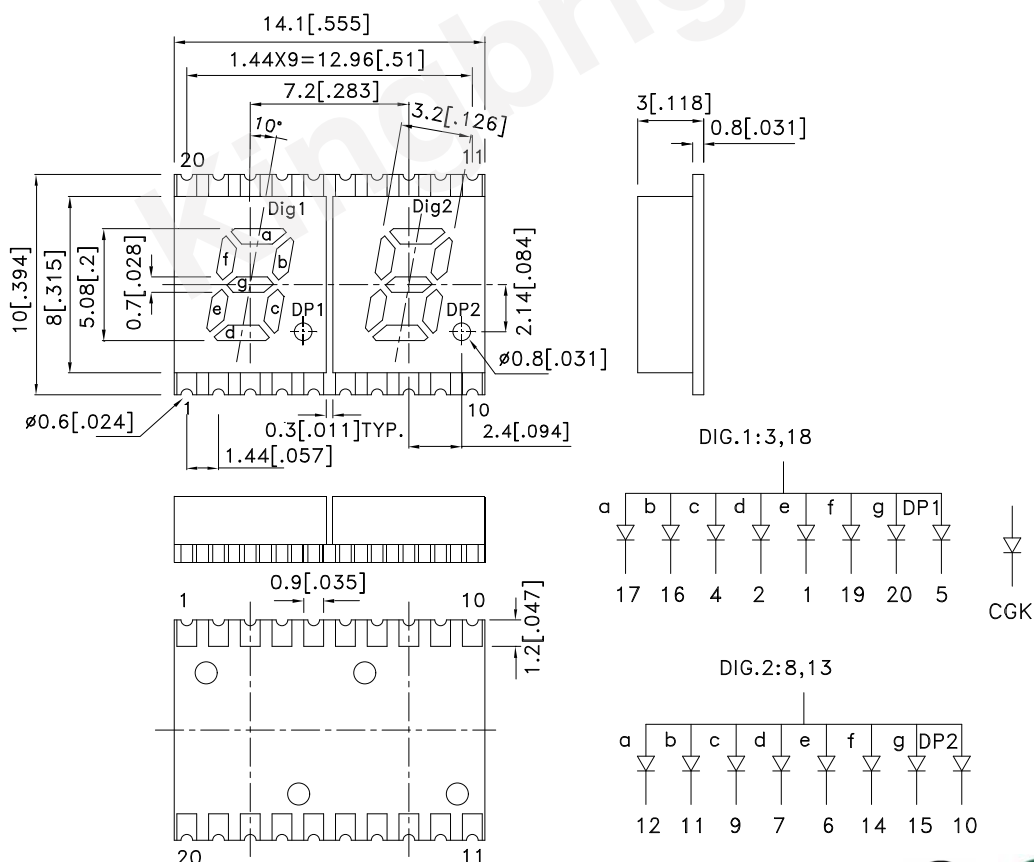 14.1[.555]
1.44X9=12.96[.51]
7.2[.283]
3.2[.126]
10°
20
11
Dig1
Dig2
a
f
b
g
e
c
d
DP1
DP2
10[.394]
8[.315]
5.08[.2]
0.7[.028]
2.14[.084]
ø0.8[.031]
ø0.6[.024]
1
10
0.3[.011]TYP.
2.4[.094]
1.44[.057]
3[.118]
0.8[.031]
0.9[.035]
1
10
1.2[.047]
20
11
DIG.1:3,18
a b c d e f g DP1
17 16 4 2 1 19 20 5
CGK
DIG.2:8,13
a b c d e f g DP2
12 11 9 7 6 14 15 10
Kingbrig